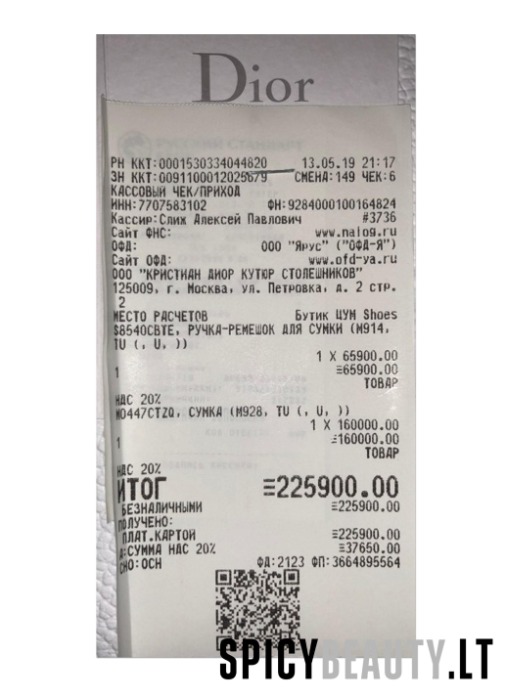 Dior
РУССКИЙ СТАНДАРТ
РН ККТ:0001530334044820 13.05.19 21:17
ЗН ККТ:0091100012025679 СМЕНА:149 ЧЕК:6
КАССОВЫЙ ЧЕК/ПРИХОД
ИНН:7707583102 ФН:9284000100164824
Кассир:Слих Алексей Павлович #3736
Сайт ФНС: www.nalog.ru
ОФД: ООО "Ярус" ("ОФД-Я")
Сайт ОФД: www.ofd-ya.ru
ООО "КРИСТИАН ДИОР КУТЮР СТОЛЕШНИКОВ"
125009, г. Москва, ул. Петровка, д. 2 стр.
2
МЕСТО РАСЧЕТОВ Бутик ЦУМ Shoes
S8540CBTE, РУЧКА-РЕМЕШОК ДЛЯ СУМКИ (M914,
TU (, U, ))
1 X 65900.00
1 ≡65900.00
ТОВАР
НДС 20%
M0447CTZQ, СУМКА (M928, TU (, U, ))
1 X 160000.00
1 ≡160000.00
ТОВАР
НДС 20%
ИТОГ ≡225900.00
БЕЗНАЛИЧНЫМИ ≡225900.00
ПОЛУЧЕНО:
ПЛАТ.КАРТОЙ ≡225900.00
СУММА НДС 20% ≡37650.00
СНО:ОСН ФД:2123 ФП:3664895564
SPICYBEAUTY.LT